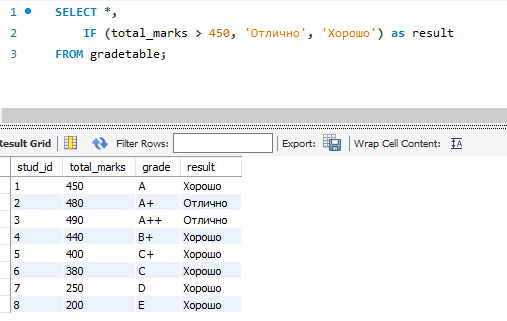 1 SELECT *,
2 IF (total_marks > 450, 'Отлично', 'Хорошо') as result
3 FROM gradetable;
Result Grid Filter Rows: Export: Wrap Cell Content:
stud_id total_marks grade result
1 450 A Хорошо
2 480 A+ Отлично
3 490 A++ Отлично
4 440 B+ Хорошо
5 400 C+ Хорошо
6 380 C Хорошо
7 250 D Хорошо
8 200 E Хорошо